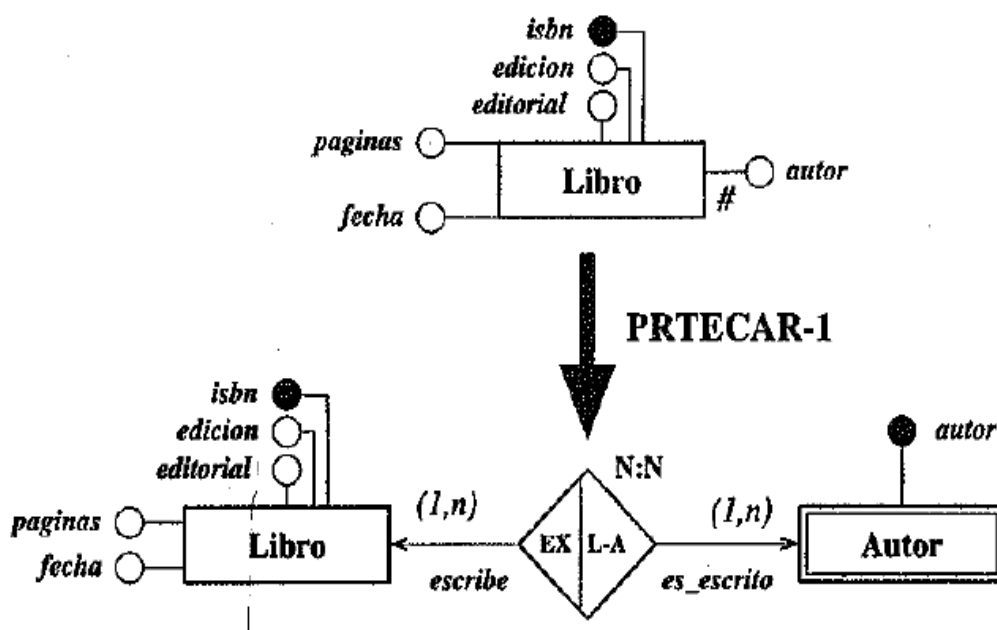 isbn
edicion
editorial
paginas
Libro
autor
#
fecha
PRTECAR-1
isbn
edicion
editorial
autor
N:N
(1,n)
(1,n)
paginas
Libro
EX
L-A
Autor
fecha
escribe
es_escrito